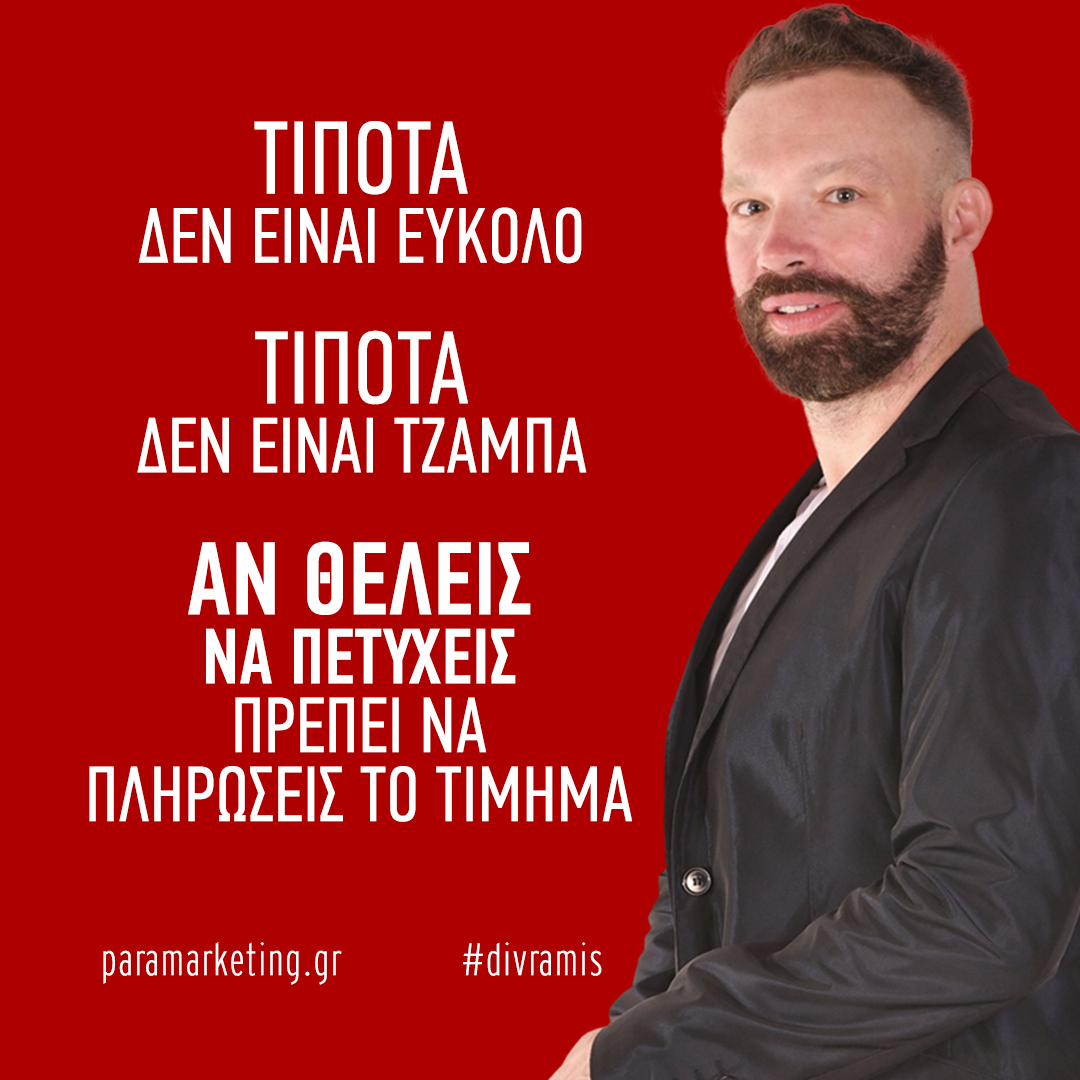 ΤΙΠΟΤΑ
ΔΕΝ ΕΙΝΑΙ ΕΥΚΟΛΟ
ΤΙΠΟΤΑ
ΔΕΝ ΕΙΝΑΙ ΤΖΑΜΠΑ
ΑΝ ΘΕΛΕΙΣ
ΝΑ ΠΕΤΥΧΕΙΣ
ΠΡΕΠΕΙ ΝΑ
ΠΛΗΡΩΣΕΙΣ ΤΟ ΤΙΜΗΜΑ
paramarketing.gr #divramis